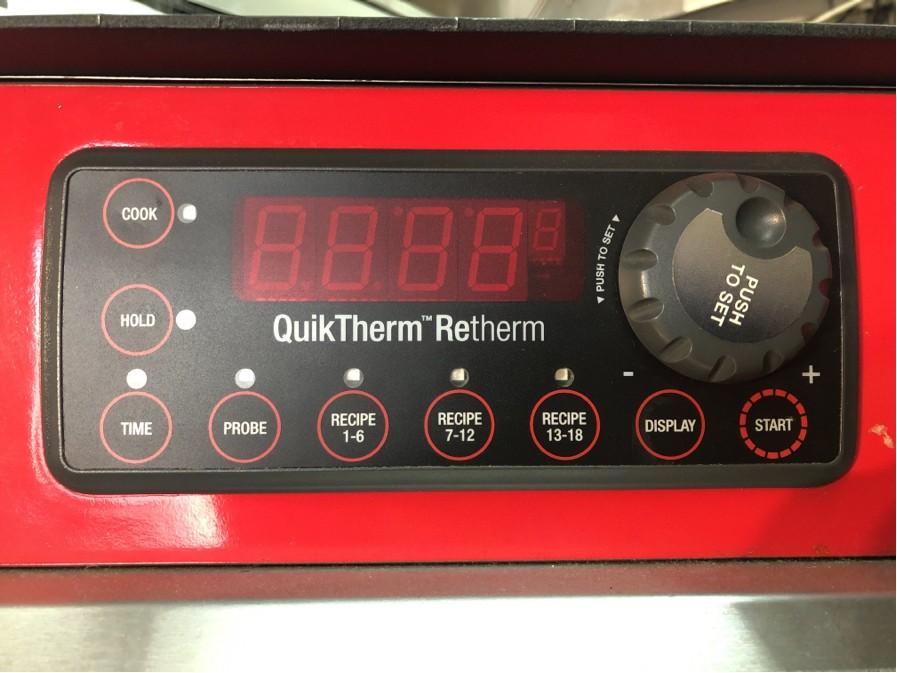 COOK
HOLD
QuikTherm™ Retherm
◄ PUSH TO SET ►
PUSH
TO SET
-
+
TIME
PROBE
RECIPE
1-6
RECIPE
7-12
RECIPE
13-18
DISPLAY
START